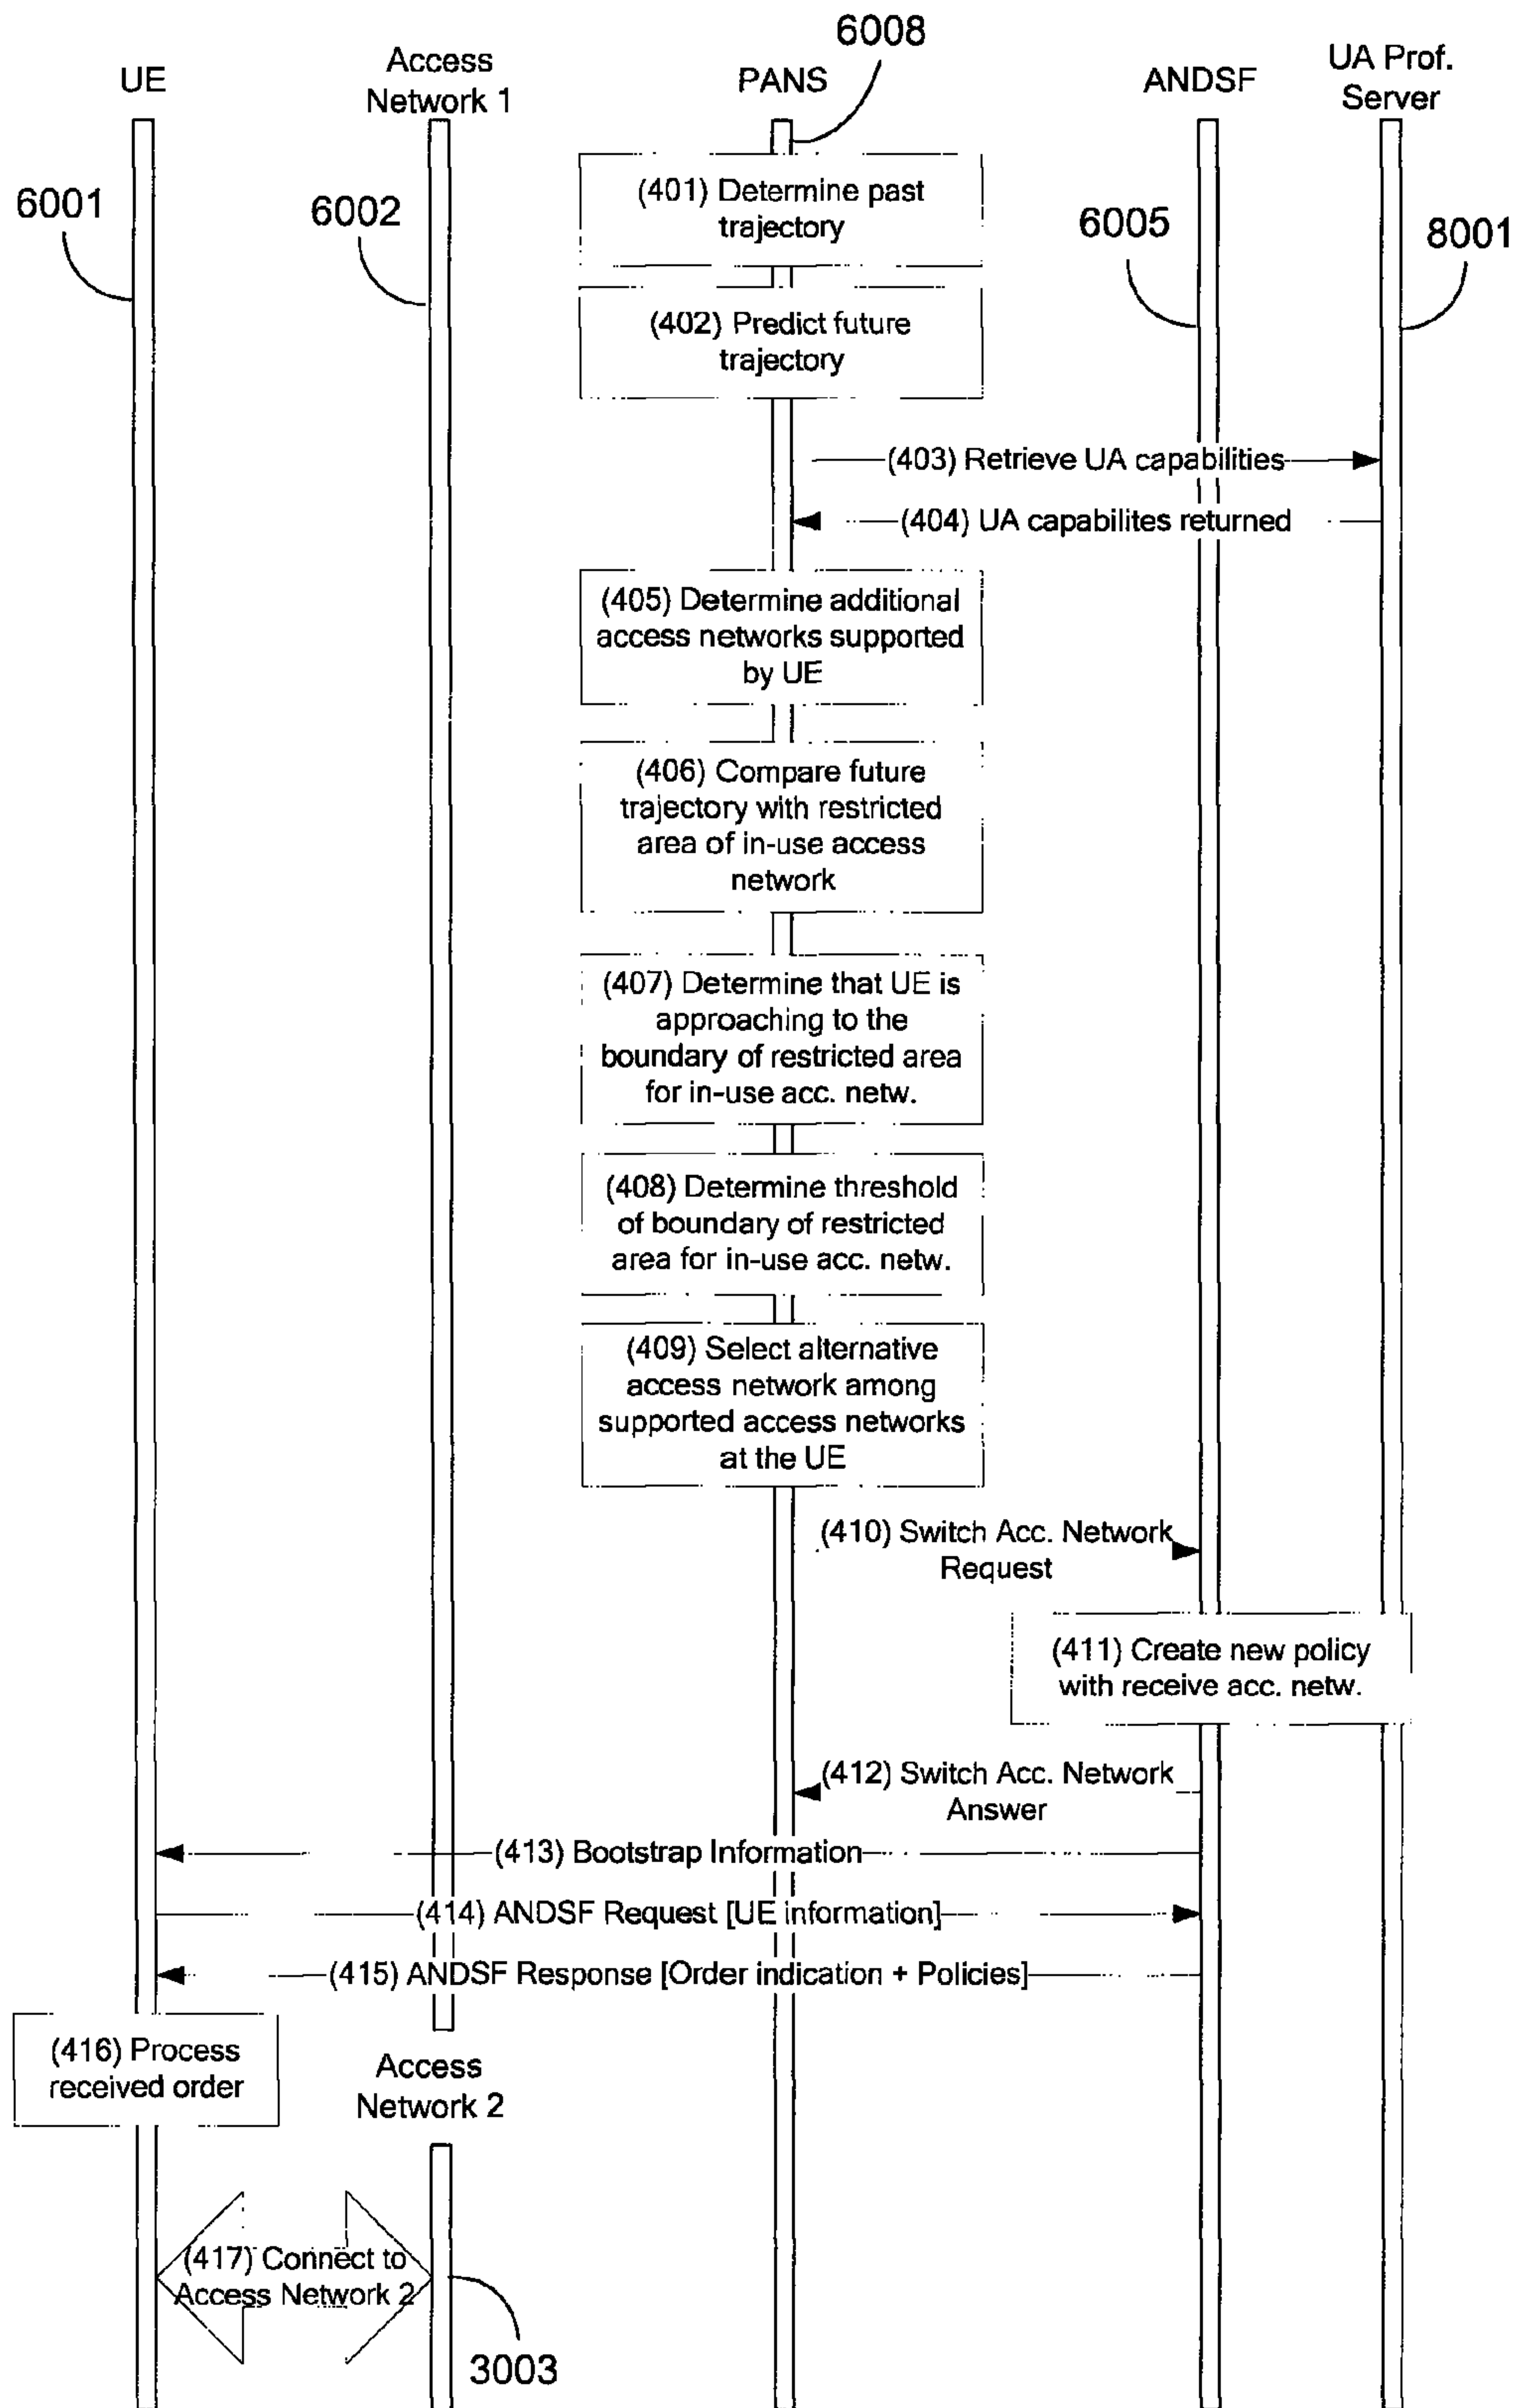 6008
UE
Access
Network 1
PANS
ANDSF
UA Prof.
Server
6001
6002
6005
8001
(401) Determine past
trajectory
(402) Predict future
trajectory
(403) Retrieve UA capabilities
(404) UA capabilites returned
(405) Determine additional
access networks supported
by UE
(406) Compare future
trajectory with restricted
area of in-use access
network
(407) Determine that UE is
approaching to the
boundary of restricted area
for in-use acc. netw.
(408) Determine threshold
of boundary of restricted
area for in-use acc. netw.
(409) Select alternative
access network among
supported access networks
at the UE
(410) Switch Acc. Network
Request
(411) Create new policy
with receive acc. netw.
(412) Switch Acc. Network
Answer
(413) Bootstrap Information
(414) ANDSF Request [UE information]
(415) ANDSF Response [Order indication + Policies]
(416) Process
received order
Access
Network 2
(417) Connect to
Access Network 2
3003